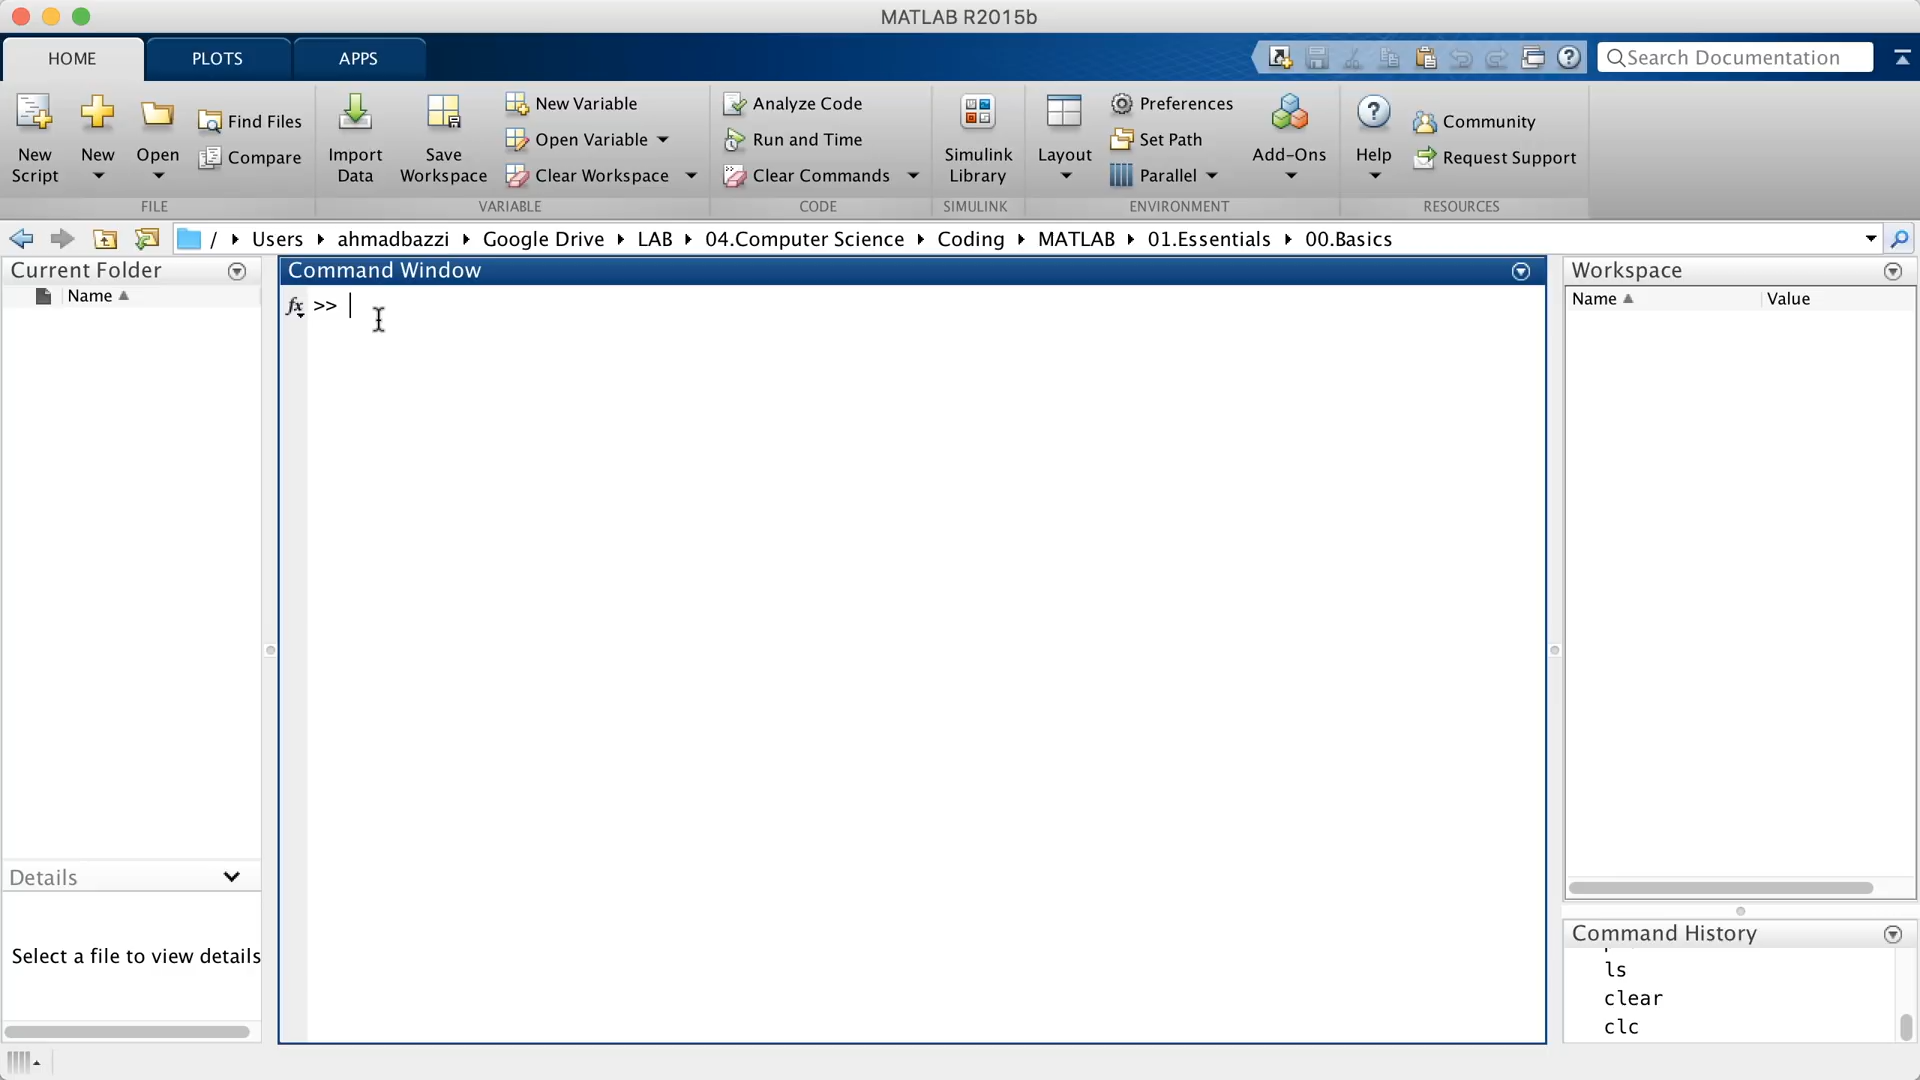 MATLAB R2015b
HOME PLOTS APPS
Search Documentation
New Script
New
Open
Find Files
Compare
FILE
Import Data
Save Workspace
New Variable
Open Variable
Clear Workspace
VARIABLE
Analyze Code
Run and Time
Clear Commands
CODE
Simulink Library
SIMULINK
Layout
Preferences
Set Path
Parallel
Add-Ons
ENVIRONMENT
Help
Community
Request Support
RESOURCES
/ Users ahmadbazzi Google Drive LAB 04.Computer Science Coding MATLAB 01.Essentials 00.Basics
Current Folder
Name
Details
Select a file to view details
Command Window
fx >>
Workspace
Name Value
Command History
ls
clear
clc